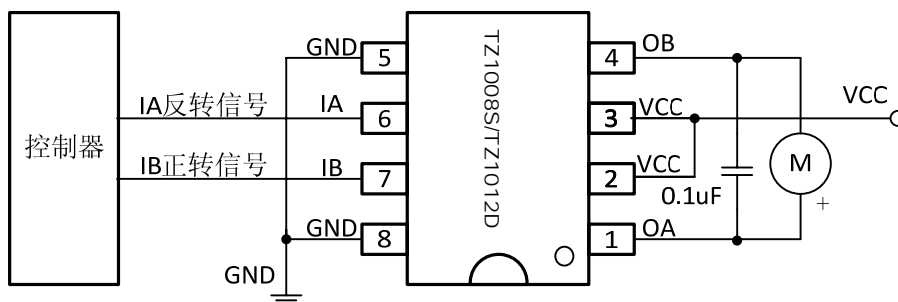 控制器
IA反转信号
IB正转信号
GND
IA
IB
GND
GND
5
6
7
8
TZ1008S/TZ1012D
4
3
2
1
OB
VCC
VCC
OA
0.1uF
M
+
VCC